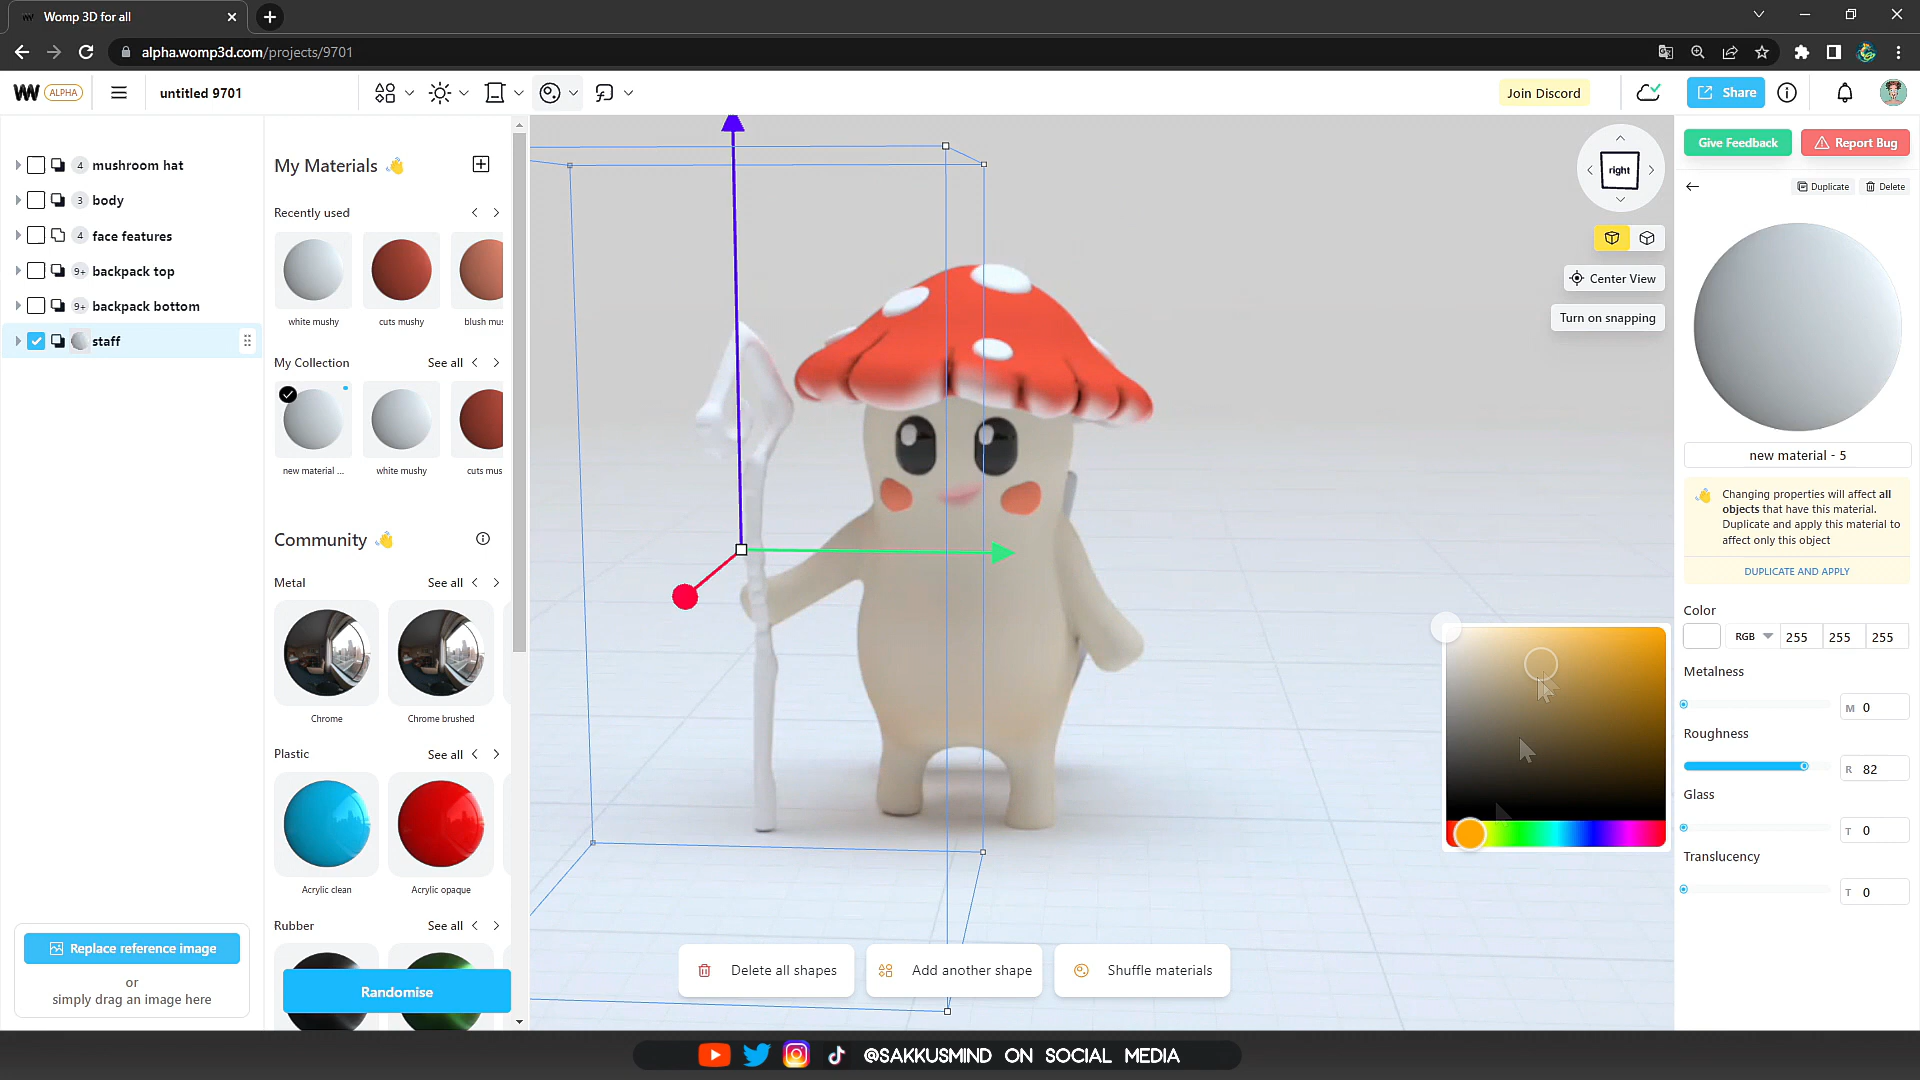 Womp 3D for all
alpha.womp3d.com/projects/9701
ALPHA
untitled 9701
Join Discord
Share
4 mushroom hat
3 body
4 face features
9+ backpack top
9+ backpack bottom
staff
Replace reference image
or
simply drag an image here
My Materials
Recently used
white mushy
cuts mushy
blush mus
My Collection
See all
new material ...
white mushy
cuts mus
Community
Metal
See all
Chrome
Chrome brushed
Plastic
See all
Acrylic clean
Acrylic opaque
Rubber
See all
Randomise
right
Center View
Turn on snapping
Delete all shapes
Add another shape
Shuffle materials
Give Feedback
Report Bug
Duplicate
Delete
new material - 5
Changing properties will affect all
objects that have this material.
Duplicate and apply this material to
affect only this object
DUPLICATE AND APPLY
Color
RGB 255 255 255
Metalness
M 0
Roughness
R 82
Glass
T 0
Translucency
T 0
@SAKKUSMIND ON SOCIAL MEDIA